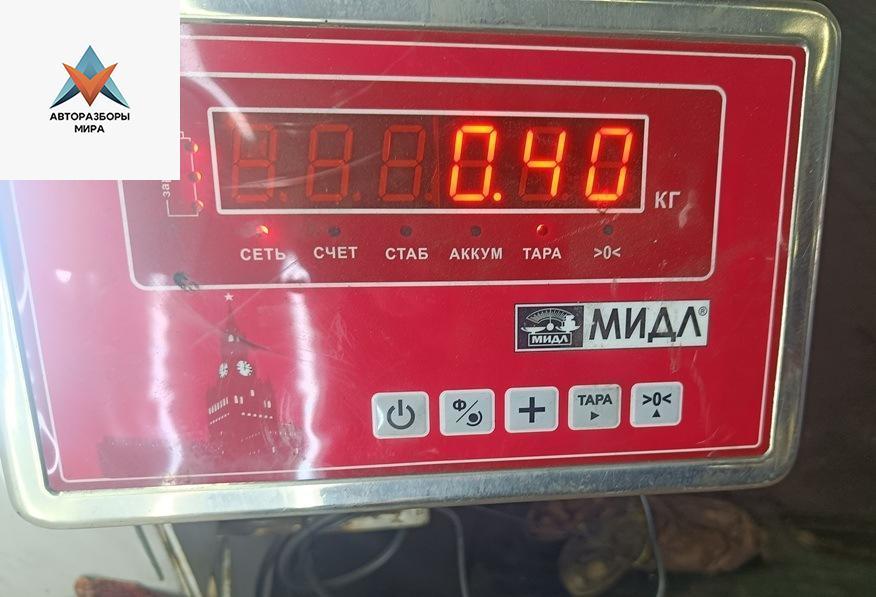 АВТОРАЗБОРЫ
МИРА
0.40
КГ
СЕТЬ СЧЕТ СТАБ АККУМ ТАРА >0<
МИДЛ МИДЛ®
Ф ТАРА >0<